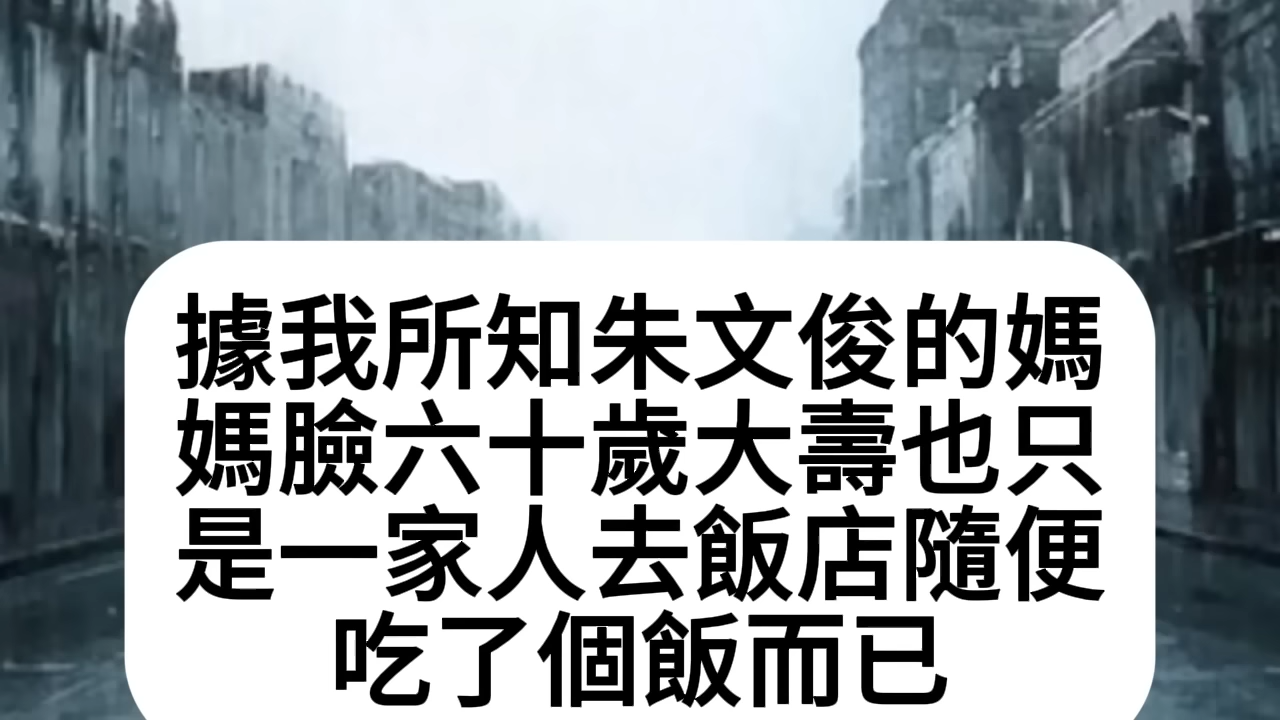 據我所知朱文俊的媽
媽臉六十歲大壽也只
是一家人去飯店隨便
吃了個飯而已